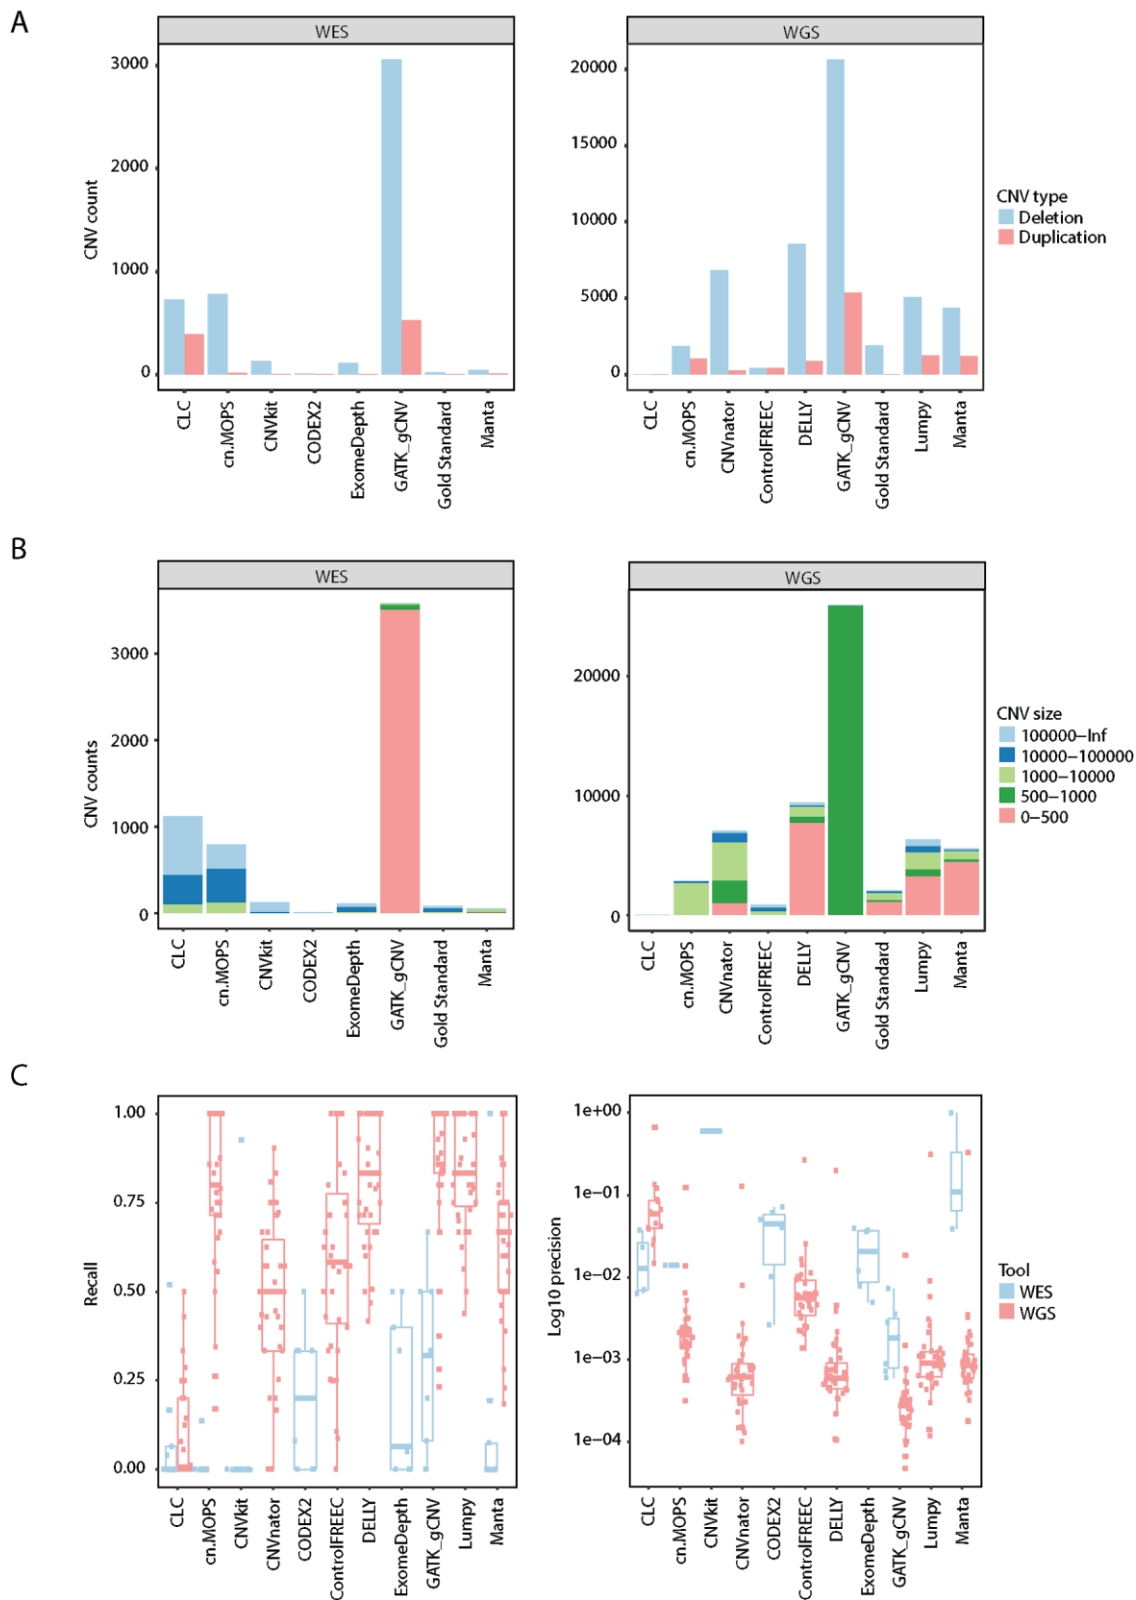 A
WES
WGS
CNV count
3000
2000
1000
0
20000
15000
10000
5000
0
CNV type
Deletion
Duplication
CLC
cn.MOPS
CNVkit
CODEX2
ExomeDepth
GATK_gCNV
Gold Standard
Manta
CLC
cn.MOPS
CNVnator
ControlFREEC
DELLY
GATK_gCNV
Gold Standard
Lumpy
Manta
B
WES
WGS
CNV counts
3000
2000
1000
0
20000
10000
0
CNV size
100000–Inf
10000–100000
1000–10000
500–1000
0–500
CLC
cn.MOPS
CNVkit
CODEX2
ExomeDepth
GATK_gCNV
Gold Standard
Manta
CLC
cn.MOPS
CNVnator
ControlFREEC
DELLY
GATK_gCNV
Gold Standard
Lumpy
Manta
C
Recall
1.00
0.75
0.50
0.25
0.00
Log10 precision
1e+00
1e–01
1e–02
1e–03
1e–04
Tool
WES
WGS
CLC
cn.MOPS
CNVkit
CNVnator
CODEX2
ControlFREEC
DELLY
ExomeDepth
GATK_gCNV
Lumpy
Manta
CLC
cn.MOPS
CNVkit
CNVnator
CODEX2
ControlFREEC
DELLY
ExomeDepth
GATK_gCNV
Lumpy
Manta